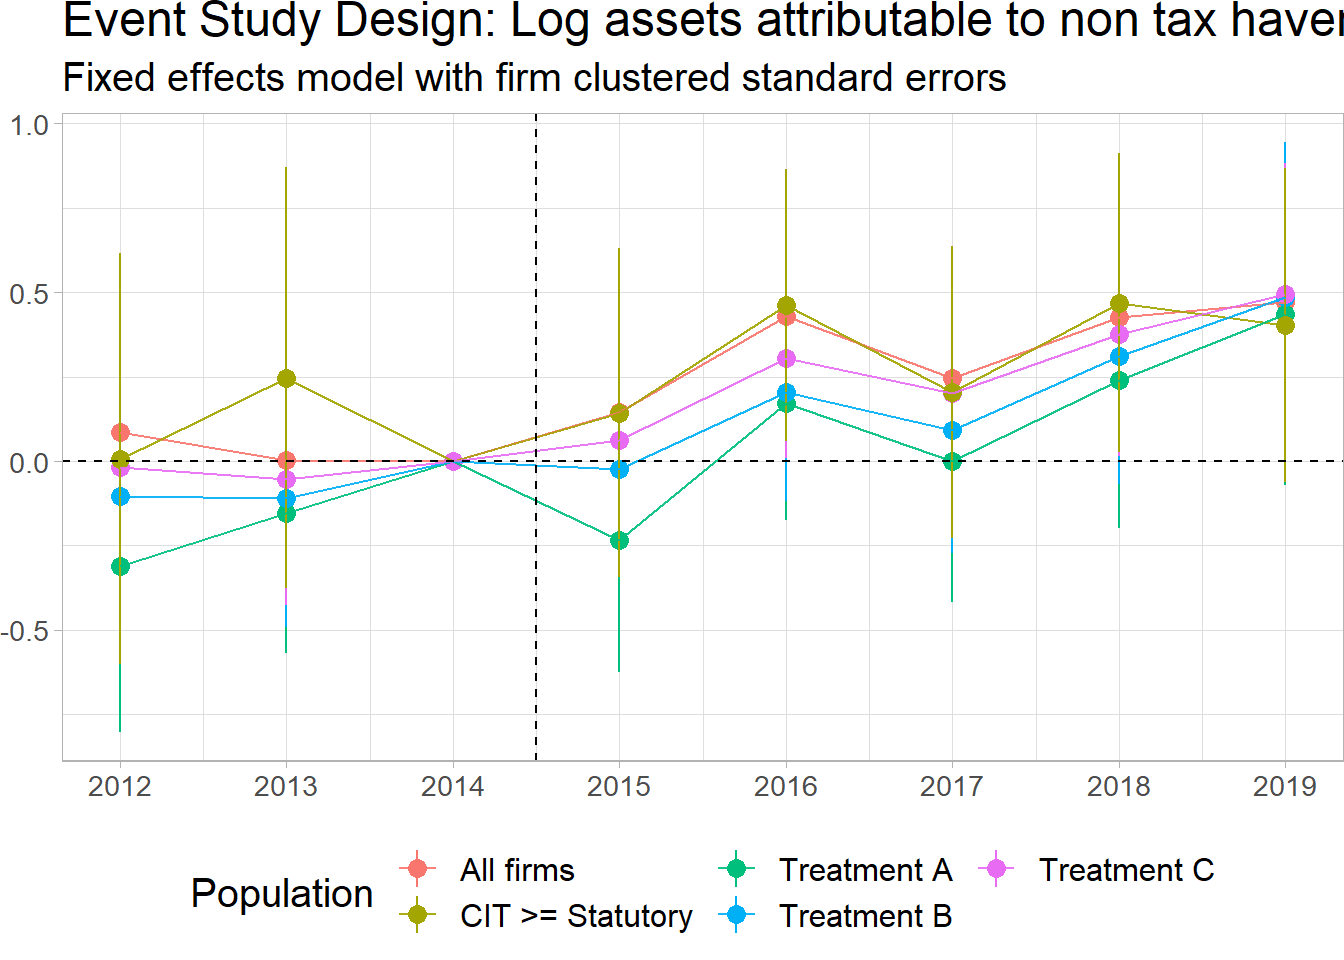 Event Study Design: Log assets attributable to non tax haven
Fixed effects model with firm clustered standard errors
1.0
0.5
0.0
-0.5
2012 2013 2014 2015 2016 2017 2018 2019
Population
All firms Treatment A Treatment C
CIT >= Statutory Treatment B